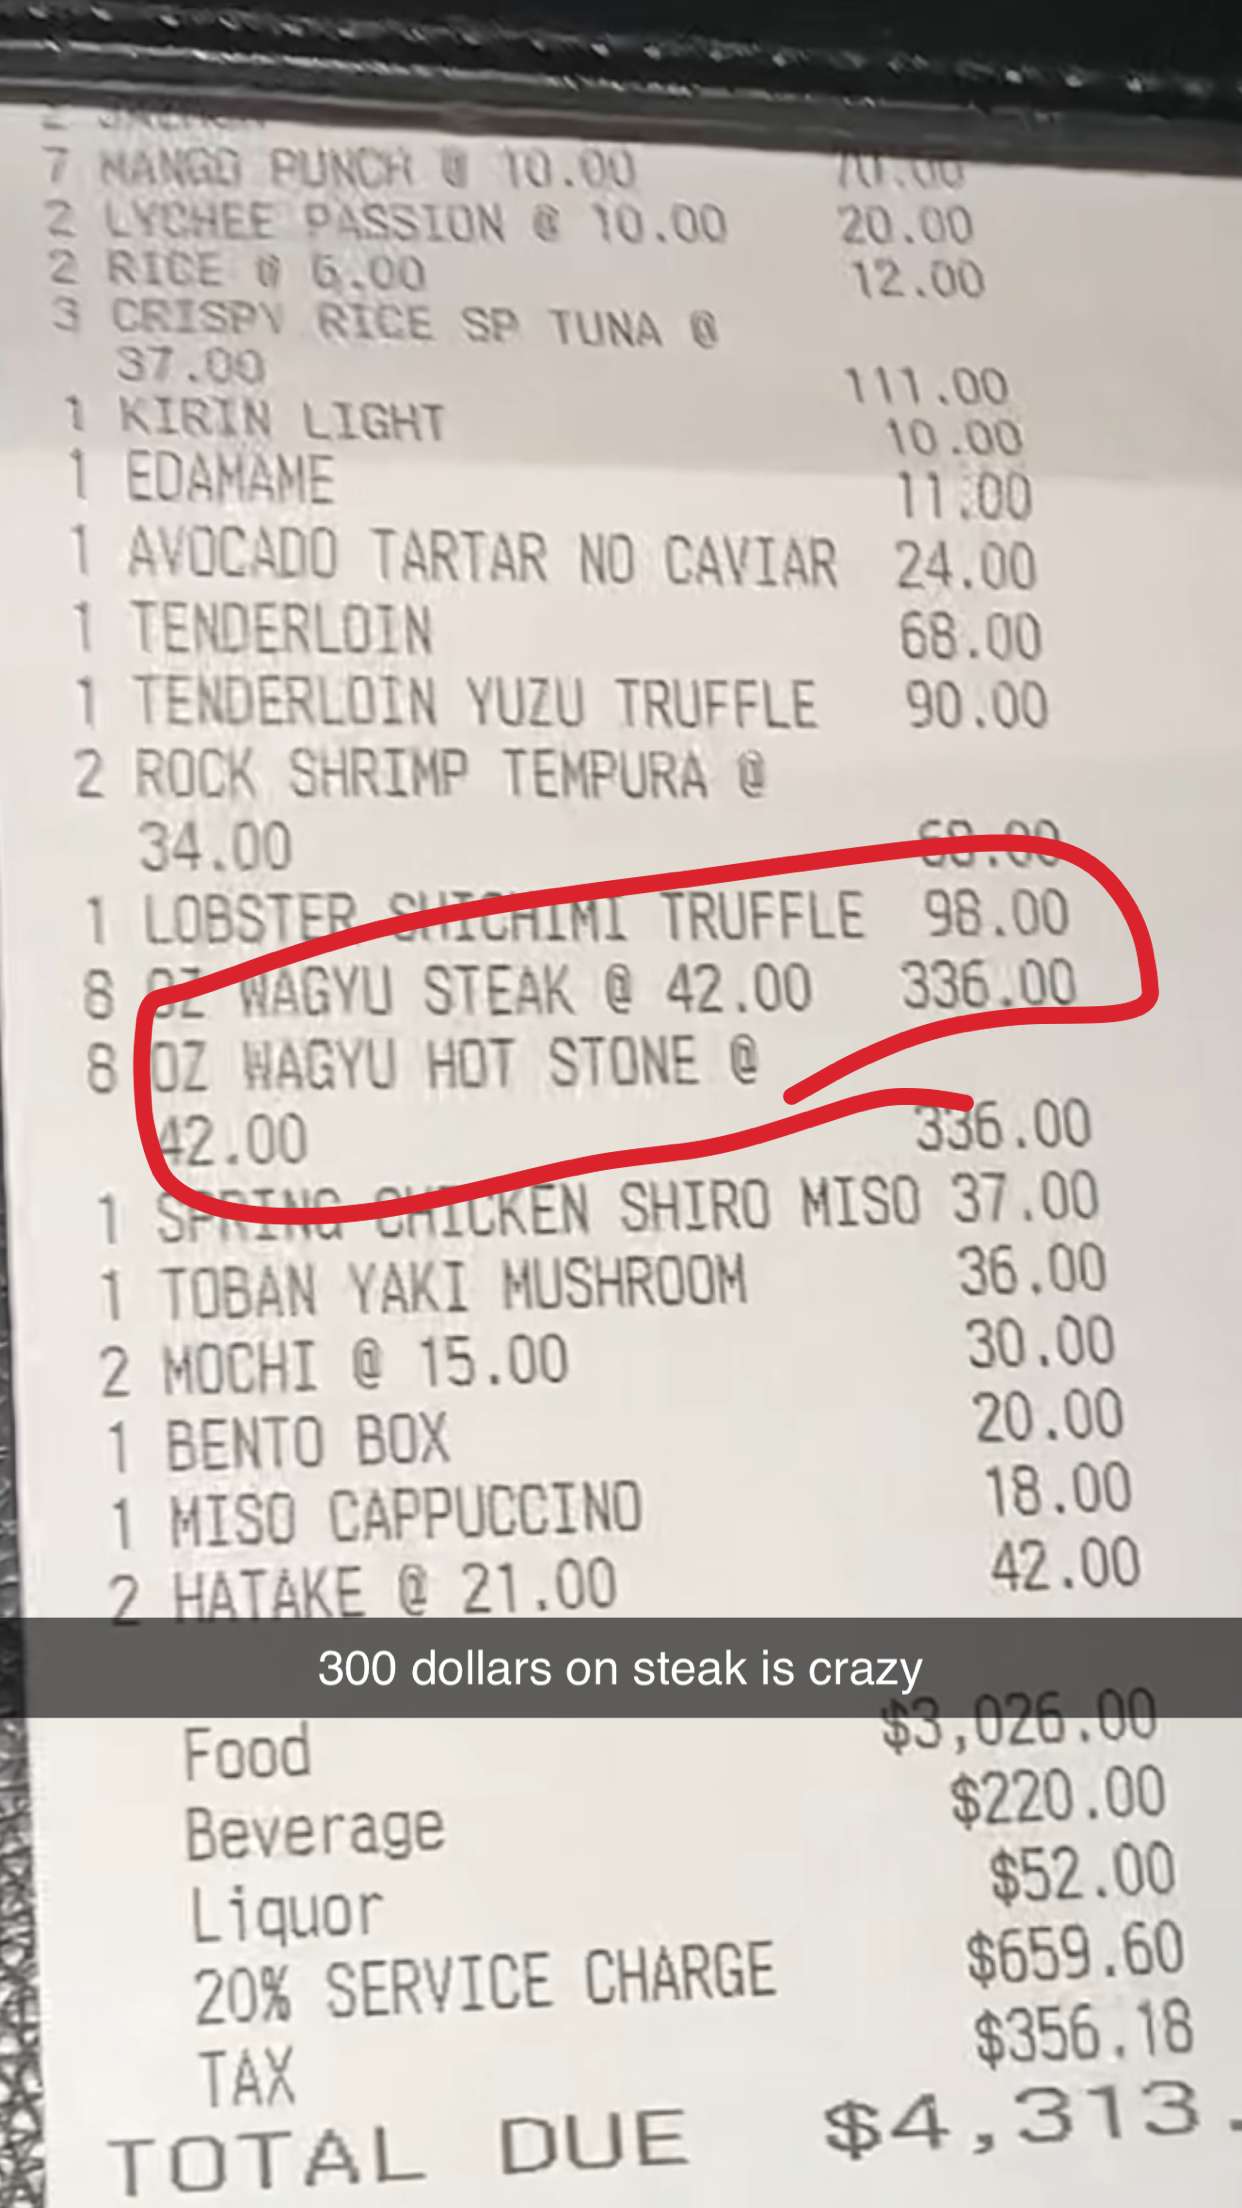 7 MANGO PUNCH @ 10.00 70.00
2 LYCHEE PASSION @ 10.00 20.00
2 RICE @ 6.00 12.00
3 CRISPY RICE SP TUNA @
37.00 111.00
1 KIRIN LIGHT 10.00
1 EDAMAME 11.00
1 AVOCADO TARTAR NO CAVIAR 24.00
1 TENDERLOIN 68.00
1 TENDERLOIN YUZU TRUFFLE 90.00
2 ROCK SHRIMP TEMPURA @
34.00 68.00
1 LOBSTER SHICHIMI TRUFFLE 98.00
8 OZ WAGYU STEAK @ 42.00 336.00
8 OZ WAGYU HOT STONE @
42.00 336.00
1 SPRING CHICKEN SHIRO MISO 37.00
1 TOBAN YAKI MUSHROOM 36.00
2 MOCHI @ 15.00 30.00
1 BENTO BOX 20.00
1 MISO CAPPUCCINO 18.00
2 HATAKE @ 21.00 42.00
300 dollars on steak is crazy
Food $3,026.00
Beverage $220.00
Liquor $52.00
20% SERVICE CHARGE $659.60
TAX $356.18
TOTAL DUE $4,313.